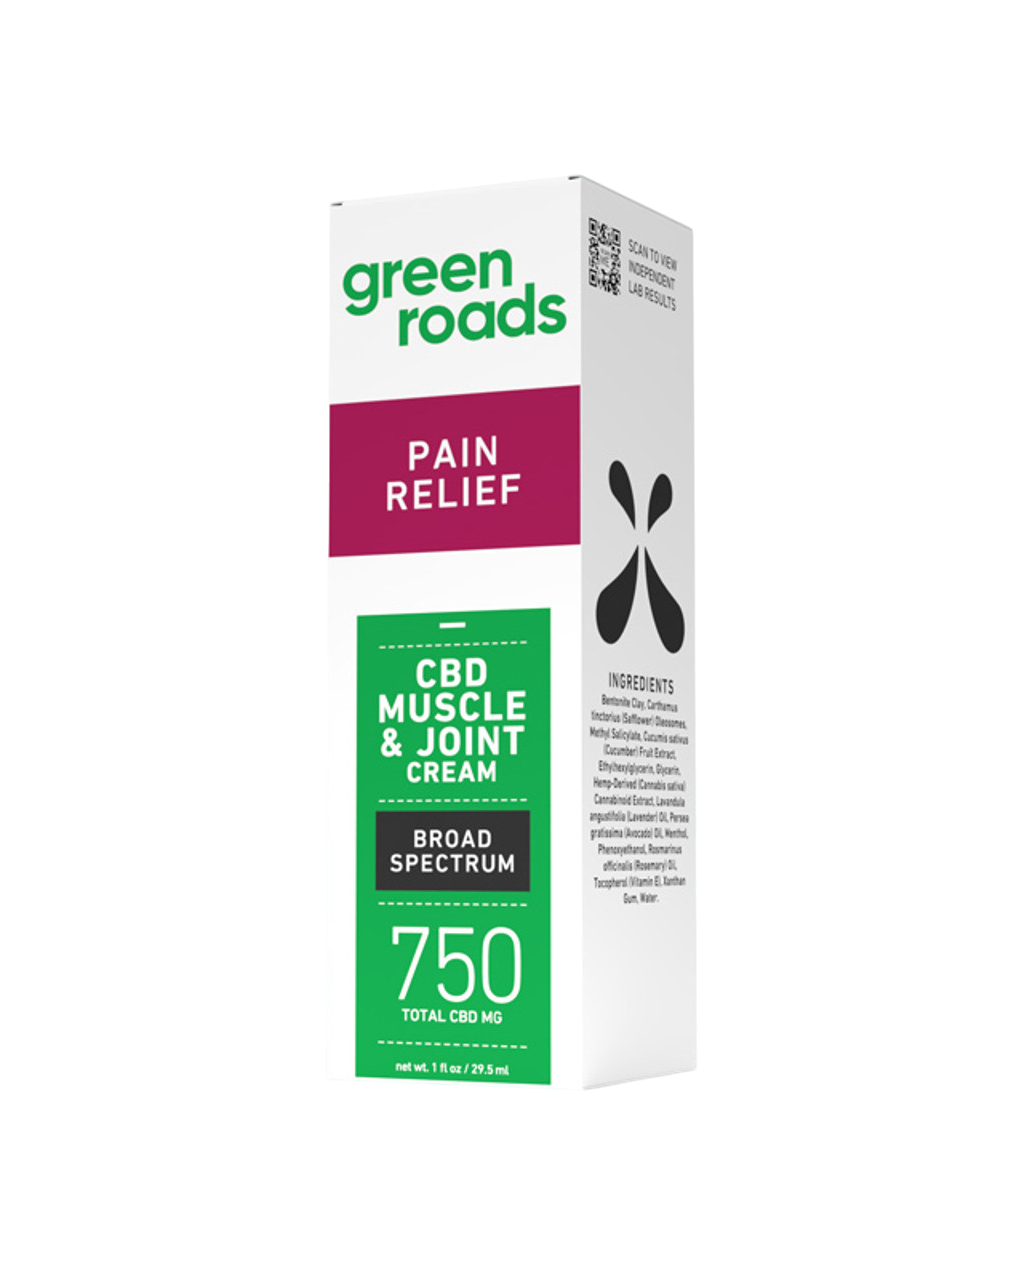 green
roads
PAIN
RELIEF
CBD
MUSCLE
& JOINT
CREAM
BROAD
SPECTRUM
750
TOTAL CBD MG
net wt. 1 fl oz / 29.5 ml
SCAN TO VIEW
INDEPENDENT
LAB RESULTS
INGREDIENTS
Bentonite Clay, Carthamus
tinctorius (Safflower) Oleosomes,
Methyl Salicylate, Cucumis sativus
(Cucumber) Fruit Extract,
Ethylhexylglycerin, Glycerin,
Hemp-Derived (Cannabis sativa)
Cannabinoid Extract, Lavandula
angustifolia (Lavender) Oil, Persea
gratissima (Avocado) Oil, Menthol,
Phenoxyethanol, Rosmarinus
officinalis (Rosemary) Oil,
Tocopherol (Vitamin E), Xanthan
Gum, Water.